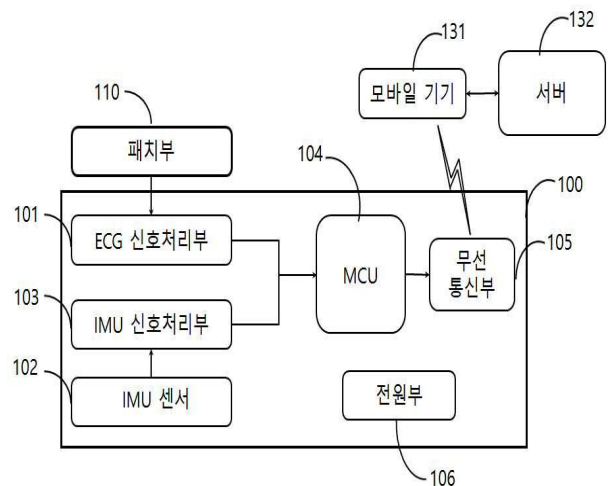 131
132
모바일 기기
서버
110
패치부
104
100
101
ECG 신호처리부
MCU
무선
통신부
105
103
IMU 신호처리부
102
IMU 센서
전원부
106